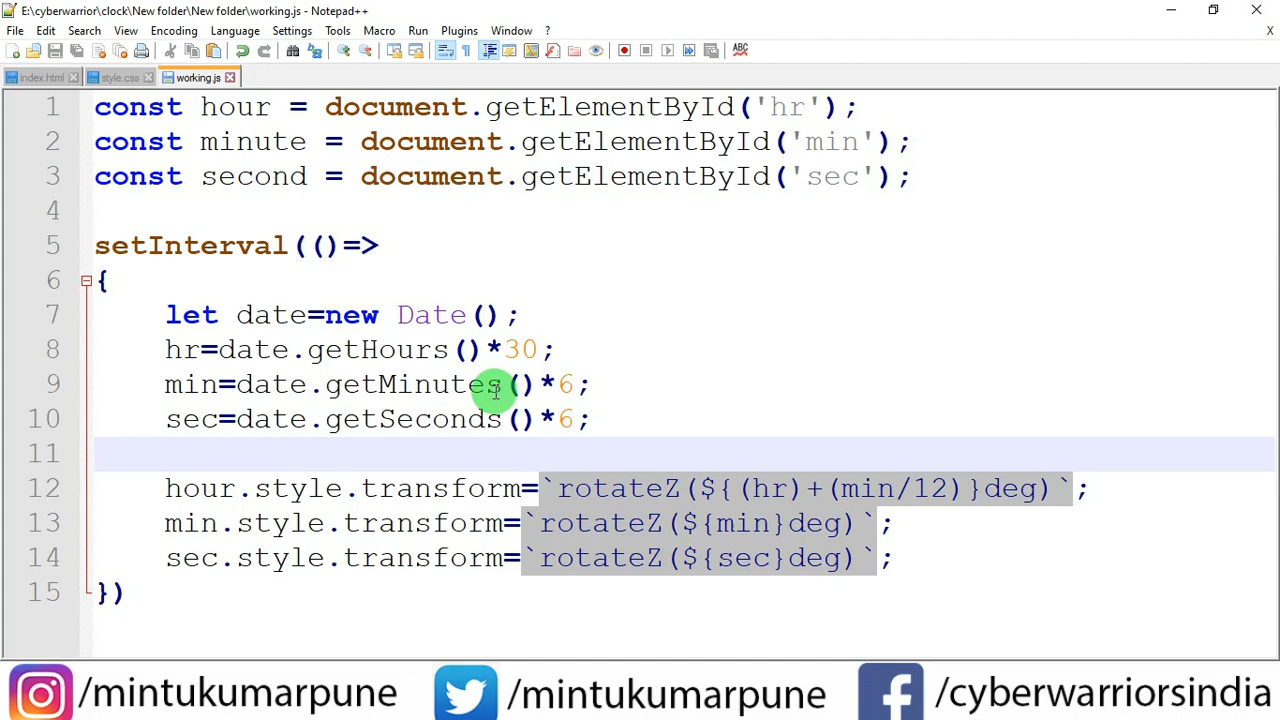 E:\cyberwarrior\clock\New folder\New folder\working.js - Notepad++
File Edit Search View Encoding Language Settings Tools Macro Run Plugins Window ?
index.html style.css working.js
1 const hour = document.getElementById('hr');
2 const minute = document.getElementById('min');
3 const second = document.getElementById('sec');
4
5 setInterval(()=>
6 {
7 let date=new Date();
8 hr=date.getHours()*30;
9 min=date.getMinutes()*6;
10 sec=date.getSeconds()*6;
11
12 hour.style.transform=`rotateZ(${(hr)+(min/12)}deg)`;
13 min.style.transform=`rotateZ(${min}deg)`;
14 sec.style.transform=`rotateZ(${sec}deg)`;
15 })
/mintukumarpune /mintukumarpune /cyberwarriorsindia